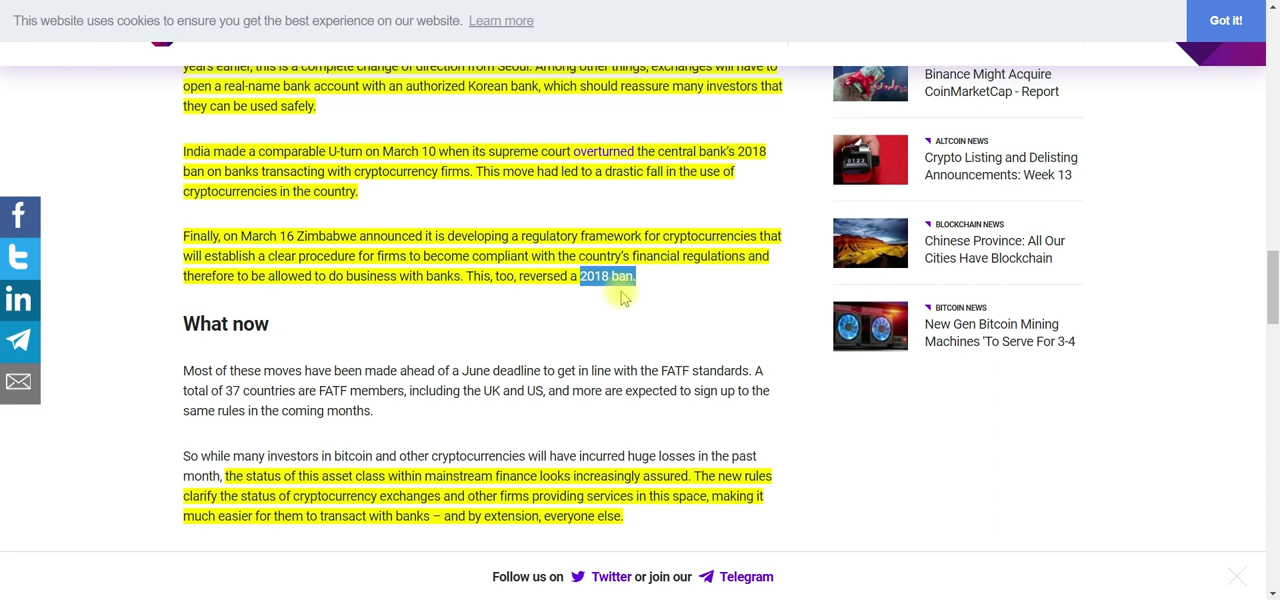 This website uses cookies to ensure you get the best experience on our website. Learn more
Got it!
years earlier, this is a complete change of direction from Seoul. Among other things, exchanges will have to
open a real-name bank account with an authorized Korean bank, which should reassure many investors that
they can be used safely.
India made a comparable U-turn on March 10 when its supreme court overturned the central bank's 2018
ban on banks transacting with cryptocurrency firms. This move had led to a drastic fall in the use of
cryptocurrencies in the country.
Finally, on March 16 Zimbabwe announced it is developing a regulatory framework for cryptocurrencies that
will establish a clear procedure for firms to become compliant with the country's financial regulations and
therefore to be allowed to do business with banks. This, too, reversed a 2018 ban.
What now
Most of these moves have been made ahead of a June deadline to get in line with the FATF standards. A
total of 37 countries are FATF members, including the UK and US, and more are expected to sign up to the
same rules in the coming months.
So while many investors in bitcoin and other cryptocurrencies will have incurred huge losses in the past
month, the status of this asset class within mainstream finance looks increasingly assured. The new rules
clarify the status of cryptocurrency exchanges and other firms providing services in this space, making it
much easier for them to transact with banks – and by extension, everyone else.
Binance Might Acquire
CoinMarketCap - Report
ALTCOIN NEWS
Crypto Listing and Delisting
Announcements: Week 13
BLOCKCHAIN NEWS
Chinese Province: All Our
Cities Have Blockchain
BITCOIN NEWS
New Gen Bitcoin Mining
Machines 'To Serve For 3-4
Follow us on Twitter or join our Telegram